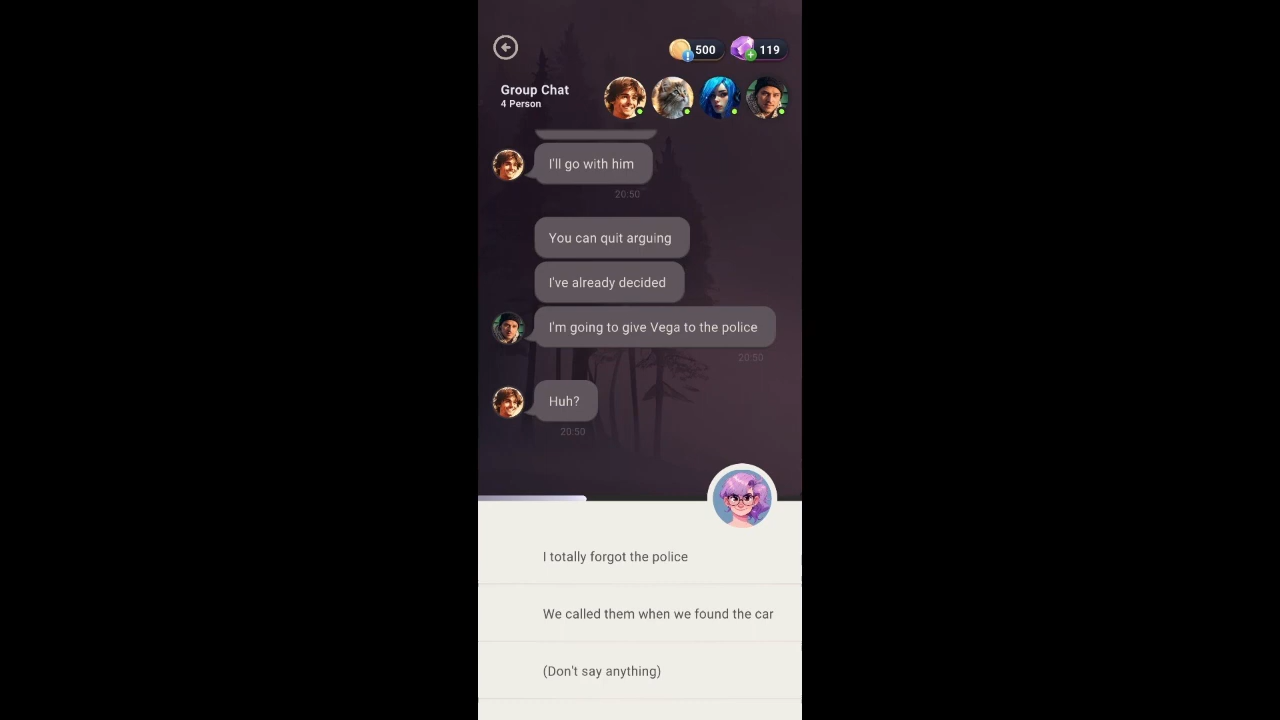 500
119
Group Chat
4 Person
I'll go with him
20:50
You can quit arguing
I've already decided
I'm going to give Vega to the police
20:50
Huh?
20:50
I totally forgot the police
We called them when we found the car
(Don't say anything)